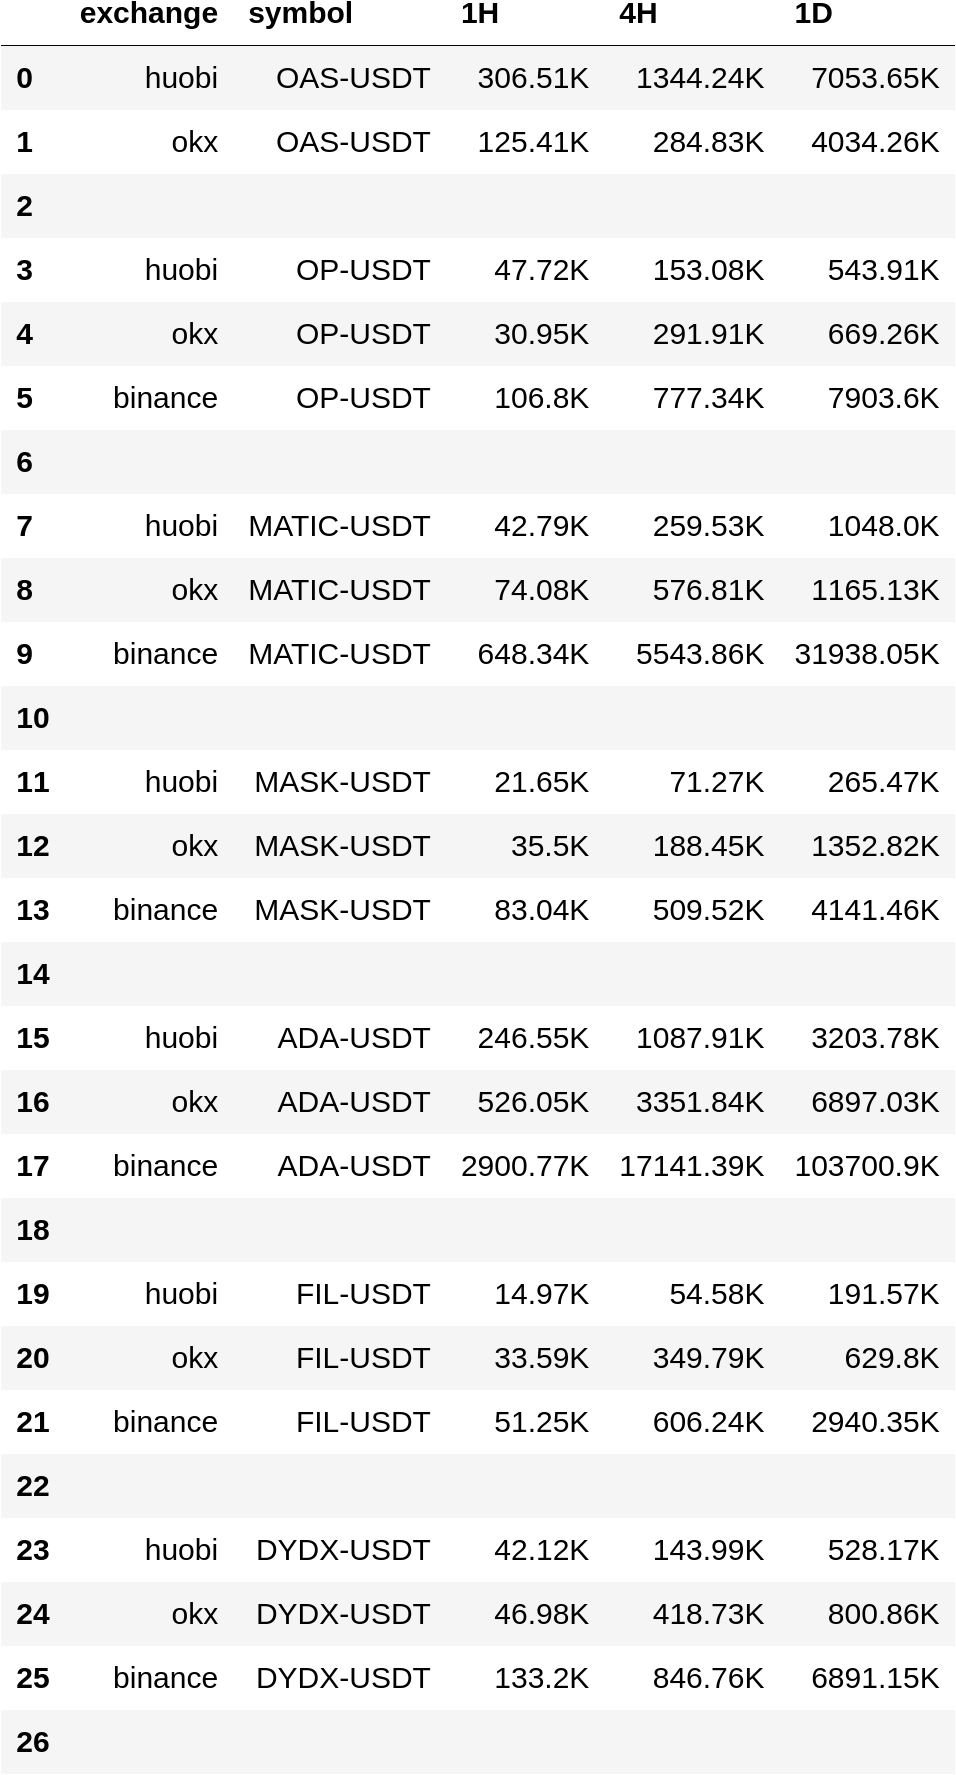 exchange symbol 1H 4H 1D
0 huobi OAS-USDT 306.51K 1344.24K 7053.65K
1 okx OAS-USDT 125.41K 284.83K 4034.26K
2
3 huobi OP-USDT 47.72K 153.08K 543.91K
4 okx OP-USDT 30.95K 291.91K 669.26K
5 binance OP-USDT 106.8K 777.34K 7903.6K
6
7 huobi MATIC-USDT 42.79K 259.53K 1048.0K
8 okx MATIC-USDT 74.08K 576.81K 1165.13K
9 binance MATIC-USDT 648.34K 5543.86K 31938.05K
10
11 huobi MASK-USDT 21.65K 71.27K 265.47K
12 okx MASK-USDT 35.5K 188.45K 1352.82K
13 binance MASK-USDT 83.04K 509.52K 4141.46K
14
15 huobi ADA-USDT 246.55K 1087.91K 3203.78K
16 okx ADA-USDT 526.05K 3351.84K 6897.03K
17 binance ADA-USDT 2900.77K 17141.39K 103700.9K
18
19 huobi FIL-USDT 14.97K 54.58K 191.57K
20 okx FIL-USDT 33.59K 349.79K 629.8K
21 binance FIL-USDT 51.25K 606.24K 2940.35K
22
23 huobi DYDX-USDT 42.12K 143.99K 528.17K
24 okx DYDX-USDT 46.98K 418.73K 800.86K
25 binance DYDX-USDT 133.2K 846.76K 6891.15K
26